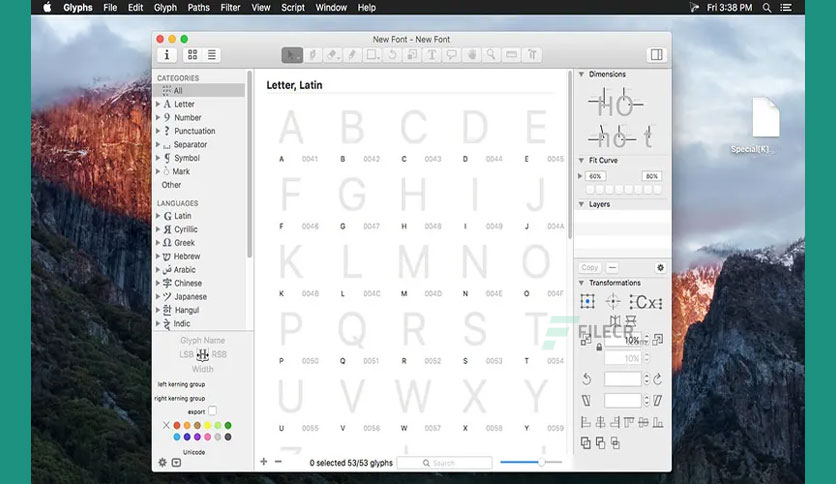 Glyphs File Edit Glyph Paths Filter View Script Window Help Fri 3:38 PM
New Font - New Font
CATEGORIES
All
Letter
Number
Punctuation
Separator
Symbol
Mark
Other
LANGUAGES
Latin
Cyrillic
Greek
Hebrew
Arabic
Chinese
Japanese
Hangul
Indic
Glyph Name
LSB H RSB
Width
left kerning group
right kerning group
export
Unicode
Letter, Latin
A B C D E
A 0041 B 0042 C 0043 D 0044 E 0045
F G H I J
F 0046 G 0047 H 0048 I 0049 J 004A
K L M N O
K 004B L 004C M 004D N 004E O 004F
P Q R S T
P 0050 Q 0051 R 0052 S 0053 T 0054
U V W X Y
U 0055 V 0056 W 0057 X 0058 Y 0059
0 selected 53/53 glyphs
Search
Dimensions
HO
no t
Fit Curve
60% 80%
Layers
Copy
Transformations
Cx
FILECR
10%
10%
Special[K]...